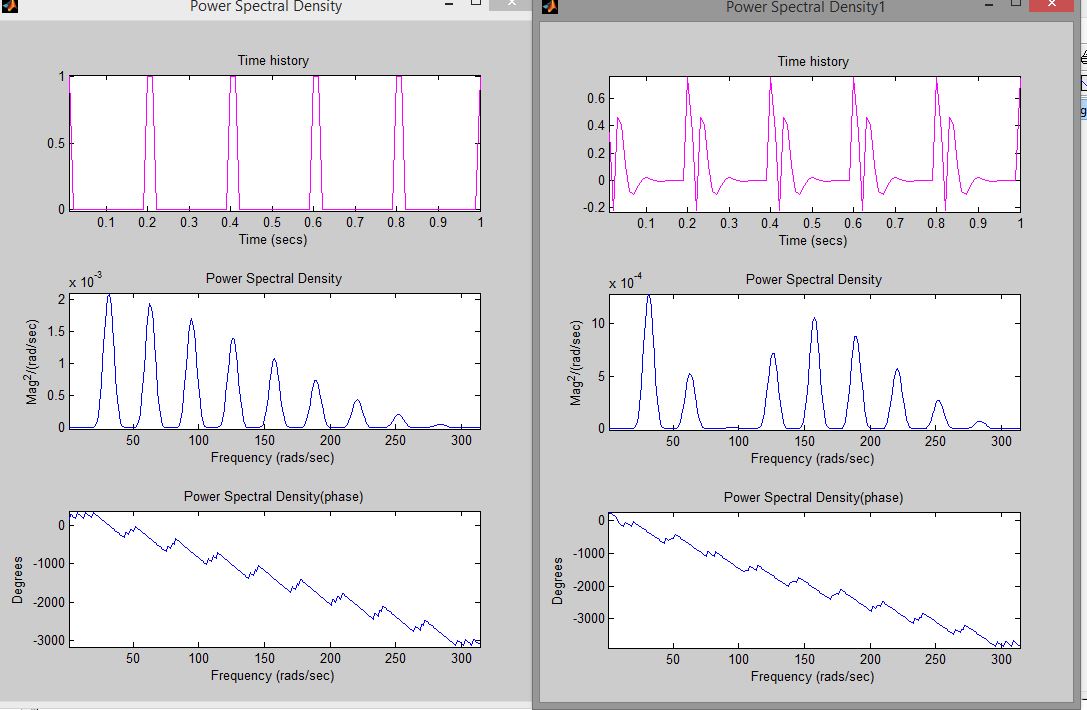 Power Spectral Density
Time history
1
0.5
0
0.1 0.2 0.3 0.4 0.5 0.6 0.7 0.8 0.9 1
Time (secs)
Power Spectral Density
x 10-3
2
1.5
1
0.5
0
Mag2/(rad/sec)
50 100 150 200 250 300
Frequency (rads/sec)
Power Spectral Density(phase)
0
-1000
-2000
-3000
Degrees
50 100 150 200 250 300
Frequency (rads/sec)
Power Spectral Density1
Time history
0.6
0.4
0.2
0
-0.2
0.1 0.2 0.3 0.4 0.5 0.6 0.7 0.8 0.9 1
Time (secs)
Power Spectral Density
x 10-4
10
5
0
Mag2/(rad/sec)
50 100 150 200 250 300
Frequency (rads/sec)
Power Spectral Density(phase)
0
-1000
-2000
-3000
Degrees
50 100 150 200 250 300
Frequency (rads/sec)